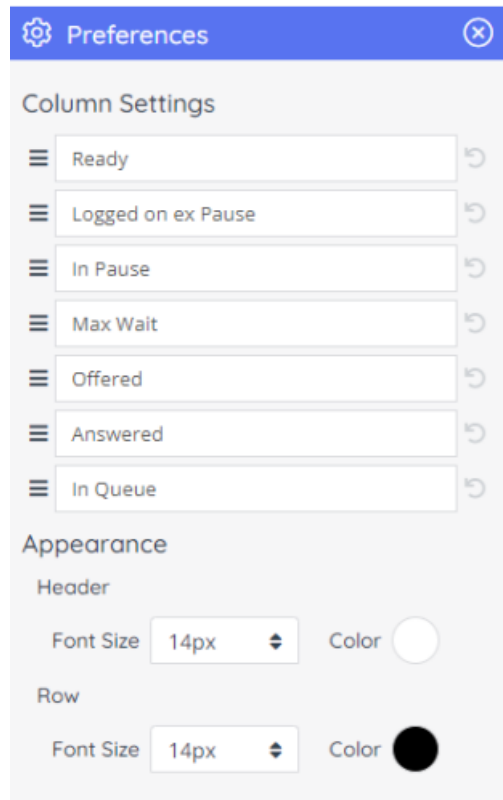 Preferences
Column Settings
Ready
Logged on ex Pause
In Pause
Max Wait
Offered
Answered
In Queue
Appearance
Header
Font Size 14px Color
Row
Font Size 14px Color